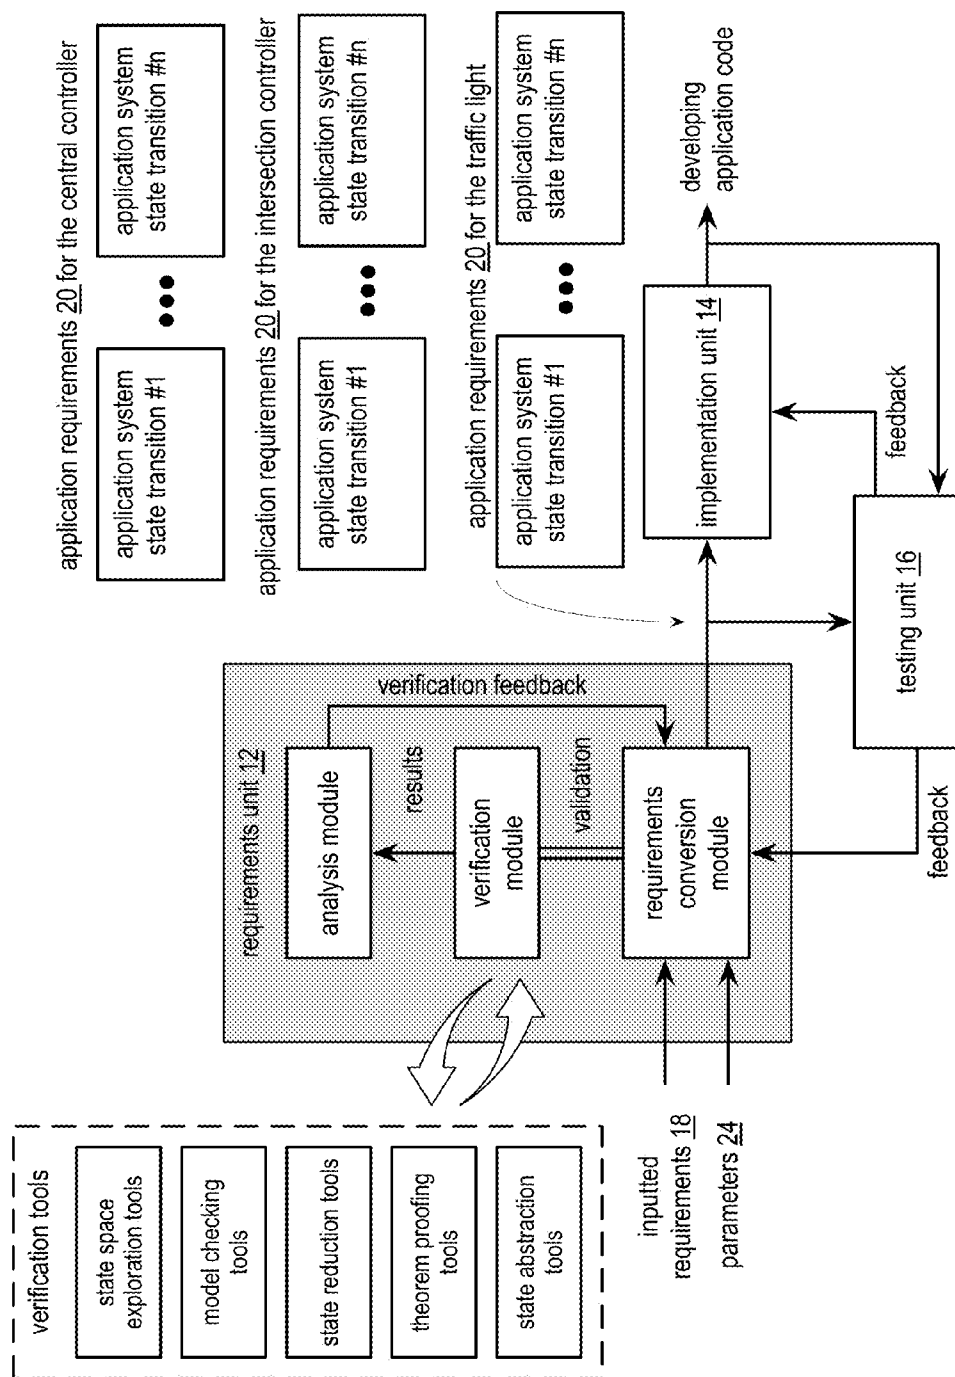 verification tools
state space
exploration tools
model checking
tools
state reduction tools
theorem proofing
tools
state abstraction
tools
inputted
requirements 18
parameters 24
requirements unit 12
analysis module
results
verification
module
validation
requirements
conversion
module
verification feedback
application requirements 20 for the central controller
application system
state transition #1
application system
state transition #n
application requirements 20 for the intersection controller
application system
state transition #1
application system
state transition #n
application requirements 20 for the traffic light
application system
state transition #1
application system
state transition #n
implementation unit 14
developing
application code
feedback
testing unit 16
feedback